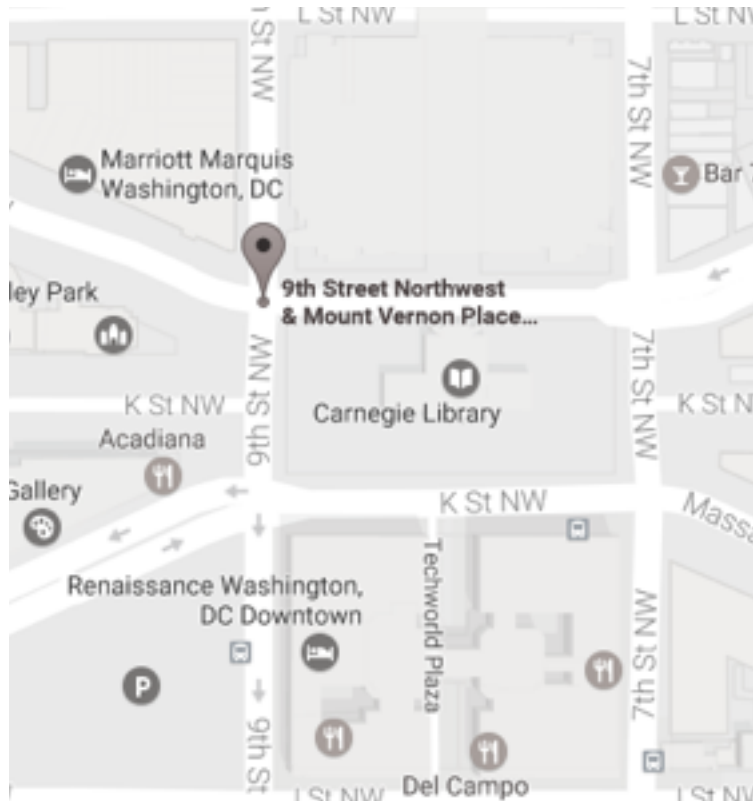 L St NW
L St NW
St NW
7th St NW
Marriott Marquis
Washington, DC
Bar
9th Street Northwest
& Mount Vernon Place...
ley Park
9th St NW
7th St NW
K St NW
Carnegie Library
K St N
Acadiana
Gallery
K St NW
Massa
Techworld Plaza
Renaissance Washington,
DC Downtown
7th St NW
P
9th St
Del Campo
I St NW
I St NW